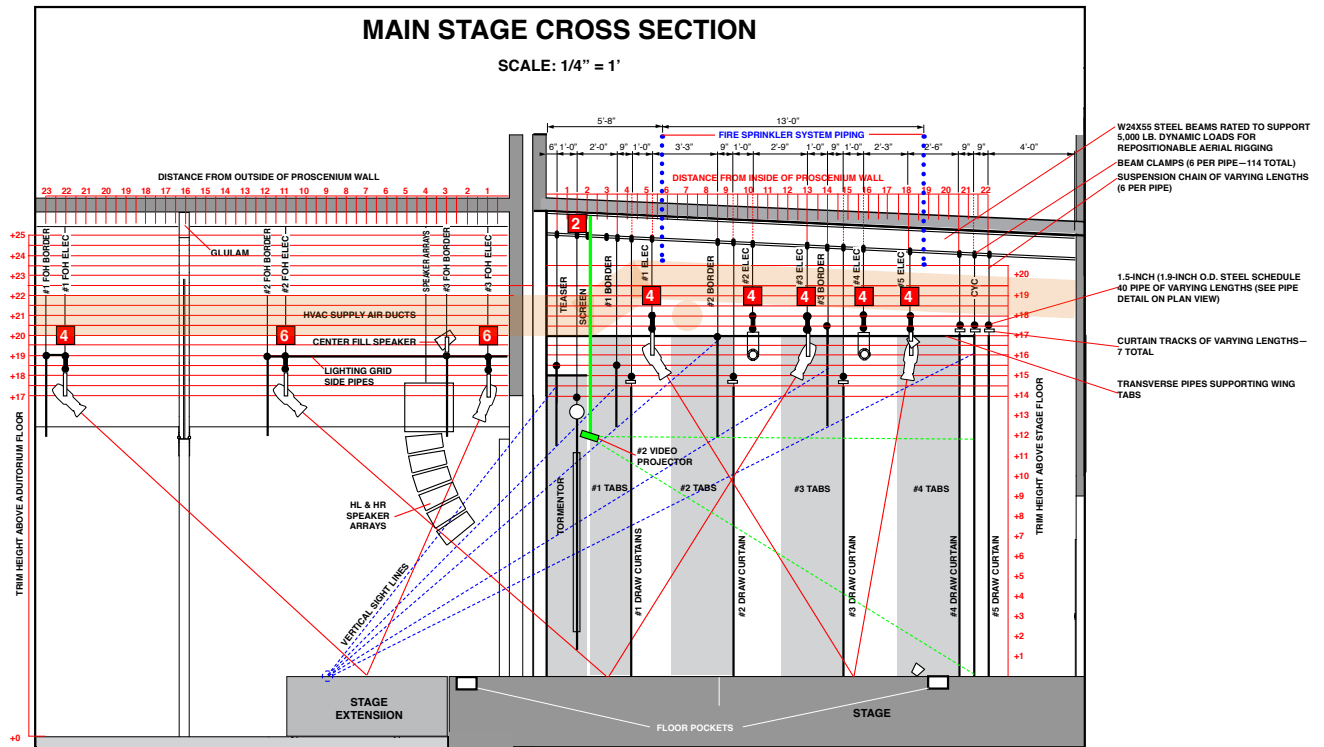 MAIN STAGE CROSS SECTION
SCALE: 1/4” = 1’
5'-8"
13'-0"
FIRE SPRINKLER SYSTEM PIPING
6" 1'-0" 2'-0" 9" 1'-0" 3'-3" 9" 1'-0" 2'-9" 1'-0" 9" 1'-0" 2'-3" 2'-6" 9" 9" 4'-0"
DISTANCE FROM OUTSIDE OF PROSCENIUM WALL
23 22 21 20 19 18 17 16 15 14 13 12 11 10 9 8 7 6 5 4 3 2 1
DISTANCE FROM INSIDE OF PROSCENIUM WALL
1 2 3 4 5 6 7 8 9 10 11 12 13 14 15 16 17 18 19 20 21 22
W24X55 STEEL BEAMS RATED TO SUPPORT
5,000 LB. DYNAMIC LOADS FOR
REPOSITIONABLE AERIAL RIGGING
BEAM CLAMPS (6 PER PIPE—114 TOTAL)
SUSPENSION CHAIN OF VARYING LENGTHS
(6 PER PIPE)
1.5-INCH (1.9-INCH O.D. STEEL SCHEDULE
40 PIPE OF VARYING LENGTHS (SEE PIPE
DETAIL ON PLAN VIEW)
CURTAIN TRACKS OF VARYING LENGTHS—
7 TOTAL
TRANSVERSE PIPES SUPPORTING WING
TABS
TRIM HEIGHT ABOVE ADUTORIUM FLOOR
+25
+24
+23
+22
+21
+20
+19
+18
+17
+0
#1 FOH BORDER
#1 FOH ELEC
GLULAM
#2 FOH BORDER
#2 FOH ELEC
SPEAKER ARRAYS
#3 FOH BORDER
#3 FOH ELEC
4
6
6
HVAC SUPPLY AIR DUCTS
CENTER FILL SPEAKER
LIGHTING GRID
SIDE PIPES
HL & HR
SPEAKER
ARRAYS
VERTICAL SIGHT LINES
2
TEASER
SCREEN
#1 BORDER
#1 ELEC
#2 BORDER
#2 ELEC
#3 ELEC
#3 BORDER
#4 ELEC
#5 ELEC
CYC
4
4
4
4
4
#2 VIDEO
PROJECTOR
TORMENTOR
#1 TABS
#2 TABS
#3 TABS
#4 TABS
#1 DRAW CURTAINS
#2 DRAW CURTAIN
#3 DRAW CURTAIN
#4 DRAW CURTAIN
#5 DRAW CURTAIN
+20
+19
+18
+17
+16
+15
+14
+13
+12
+11
+10
+9
+8
+7
+6
+5
+4
+3
+2
+1
TRIM HEIGHT ABOVE STAGE FLOOR
STAGE
EXTENSIION
FLOOR POCKETS
STAGE